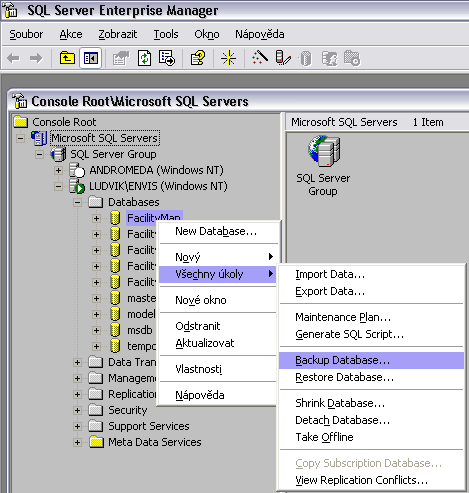 SQL Server Enterprise Manager
Soubor Akce Zobrazit Tools Okno Nápověda
Console Root\Microsoft SQL Servers
Console Root
Microsoft SQL Servers
SQL Server Group
ANDROMEDA (Windows NT)
LUDVIK\ENVIS (Windows NT)
Databases
FacilityMap
Facility
Facility
Facility
Facility
maste
model
msdb
tempd
Data Tran
Manageme
Replication
Security
Support Services
Meta Data Services
Microsoft SQL Servers 1 Item
SQL Server
Group
New Database...
Nový
Všechny úkoly
Nové okno
Odstranit
Aktualizovat
Vlastnosti
Nápověda
Import Data...
Export Data...
Maintenance Plan...
Generate SQL Script...
Backup Database...
Restore Database...
Shrink Database...
Detach Database...
Take Offline
Copy Subscription Database...
View Replication Conflicts...